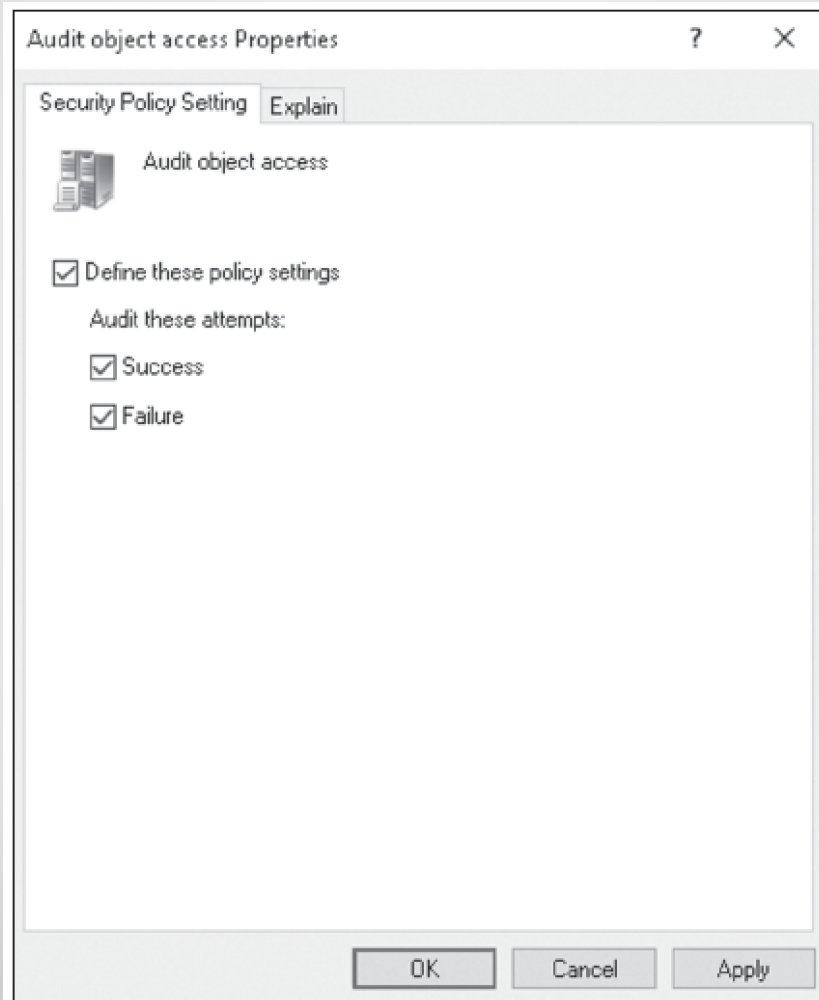 Audit object access Properties
?
Security Policy Setting
Explain
Audit object access
Define these policy settings
Audit these attempts:
Success
Failure
OK
Cancel
Apply